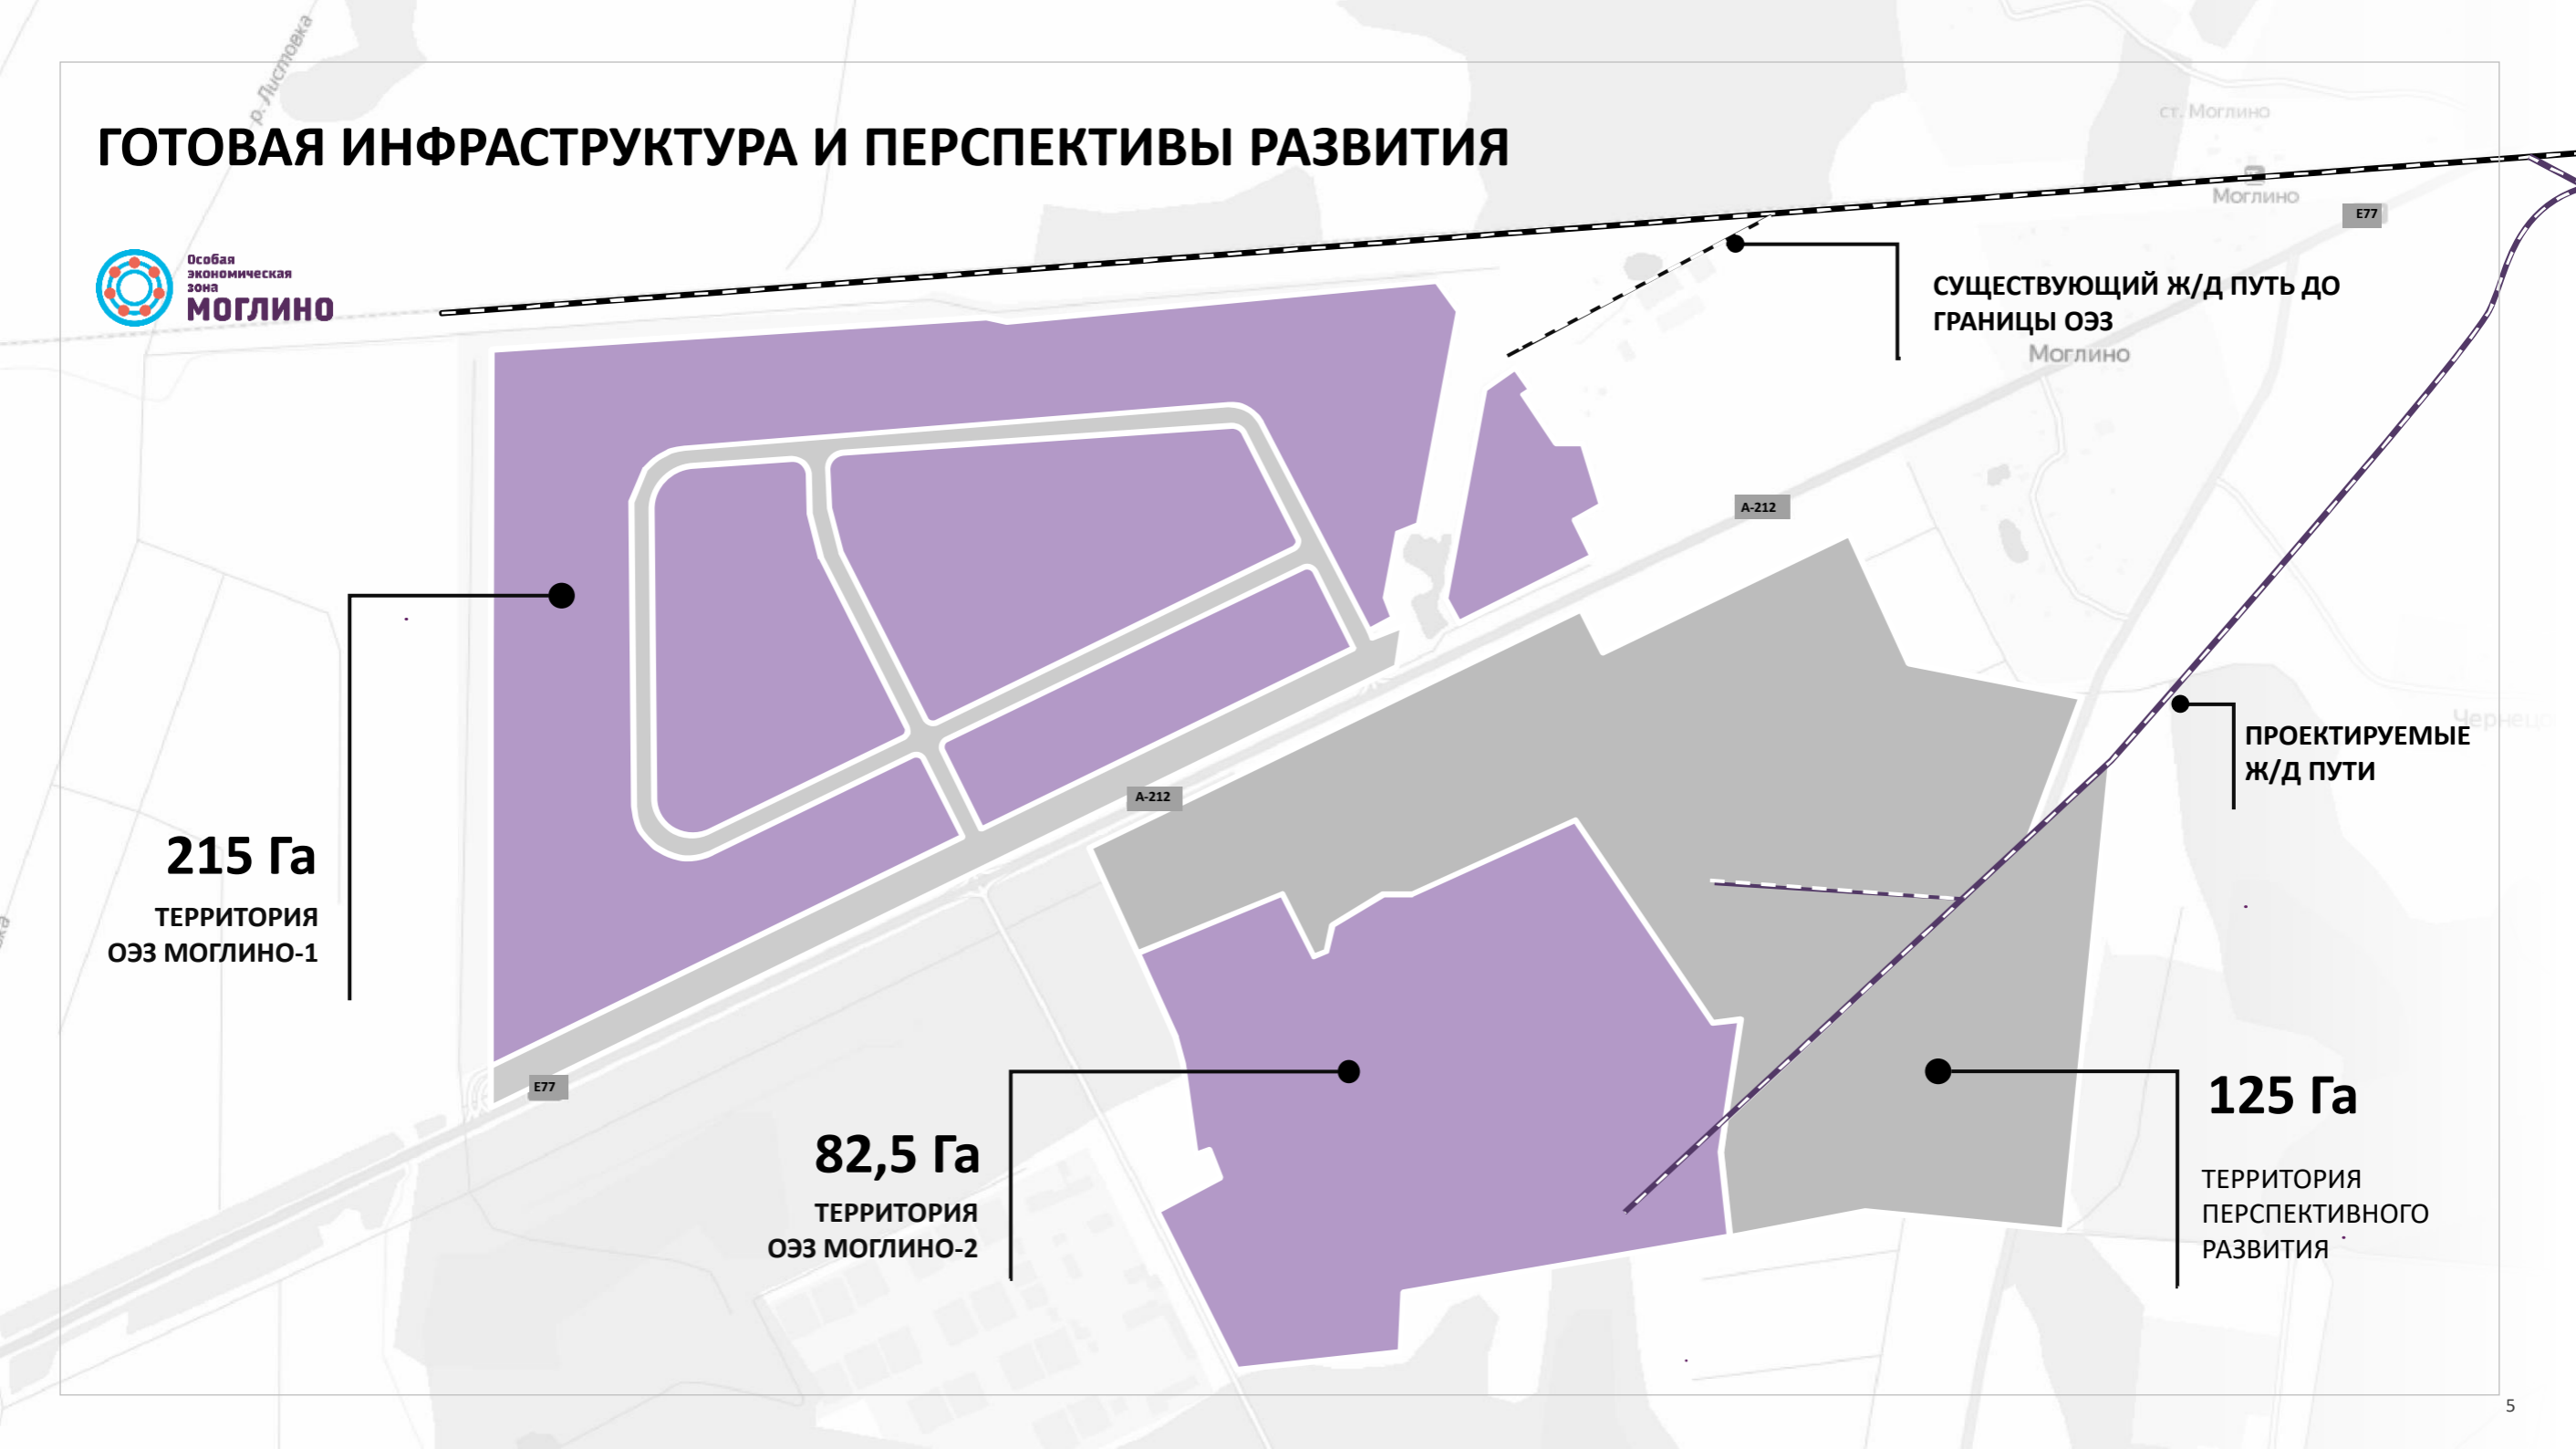 р. Листовка
ст. Моглино
ГОТОВАЯ ИНФРАСТРУКТУРА И ПЕРСПЕКТИВЫ РАЗВИТИЯ
Моглино
E77
Особая
экономическая
зона
МОГЛИНО
СУЩЕСТВУЮЩИЙ Ж/Д ПУТЬ ДО
ГРАНИЦЫ ОЭЗ
Моглино
А-212
ПРОЕКТИРУЕМЫЕ
Ж/Д ПУТИ
А-212
215 Га
ТЕРРИТОРИЯ
ОЭЗ МОГЛИНО-1
E77
82,5 Га
ТЕРРИТОРИЯ
ОЭЗ МОГЛИНО-2
125 Га
ТЕРРИТОРИЯ
ПЕРСПЕКТИВНОГО
РАЗВИТИЯ
5